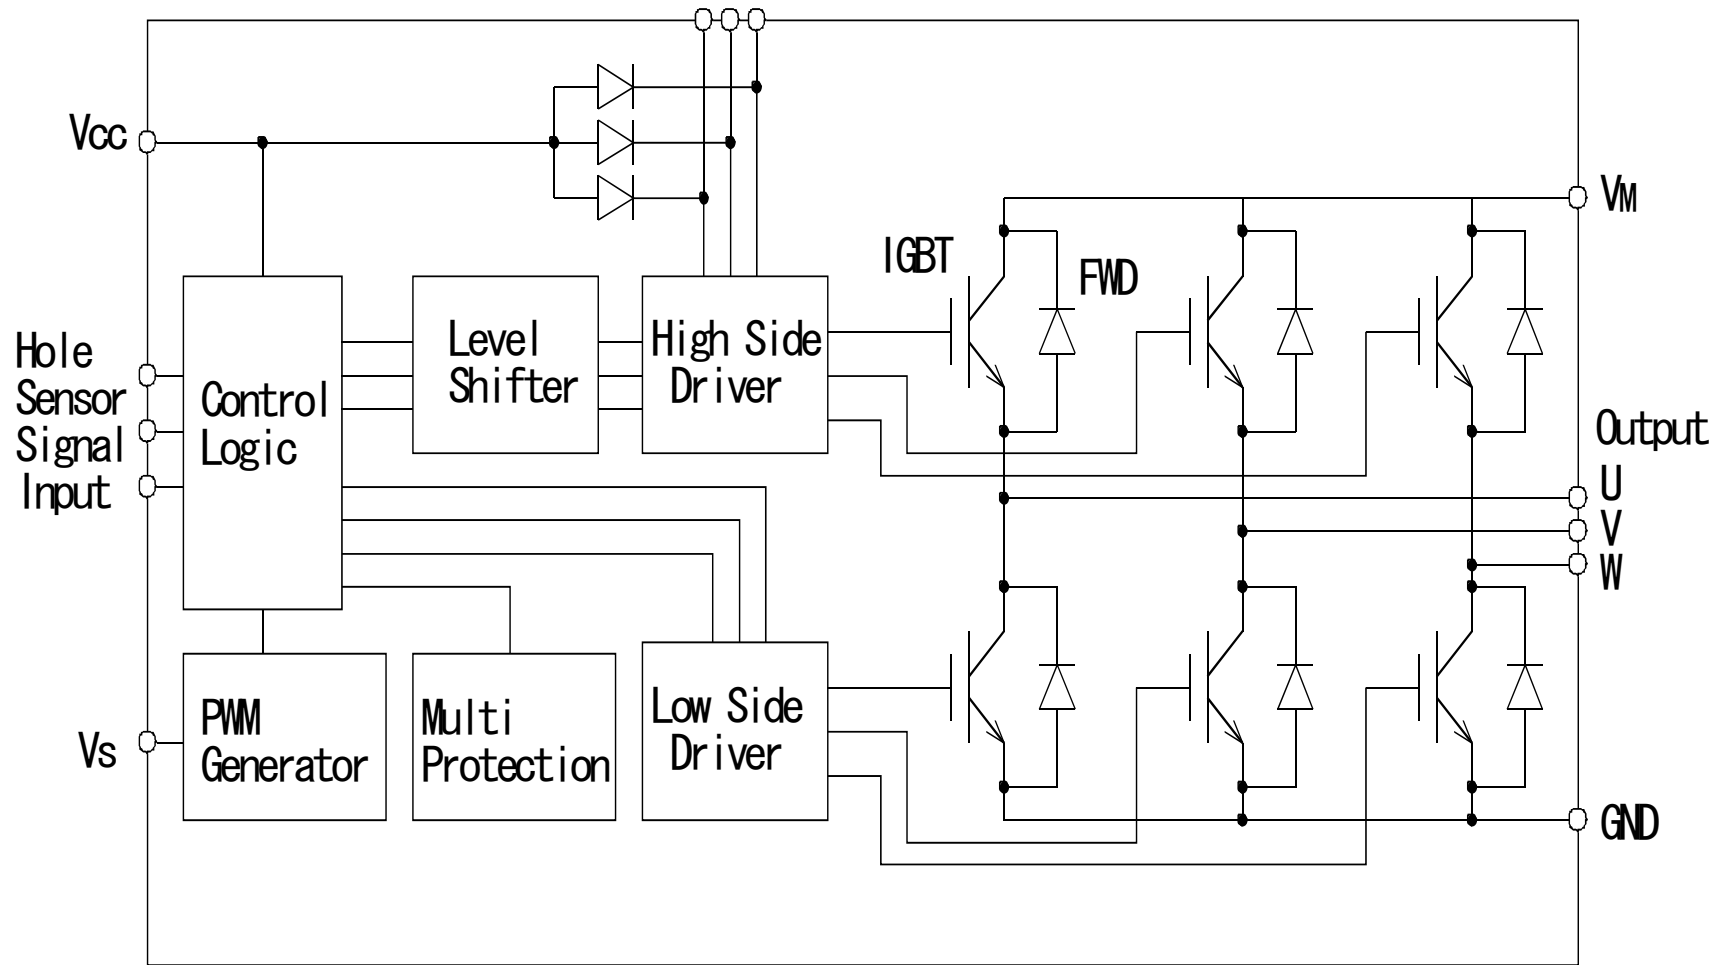 Vcc
VM
IGBT
FWD
Hole
Sensor
Signal
Input
Control
Logic
Level
Shifter
High Side
Driver
Output
U
V
W
PWM
Generator
Multi
Protection
Low Side
Driver
Vs
GND